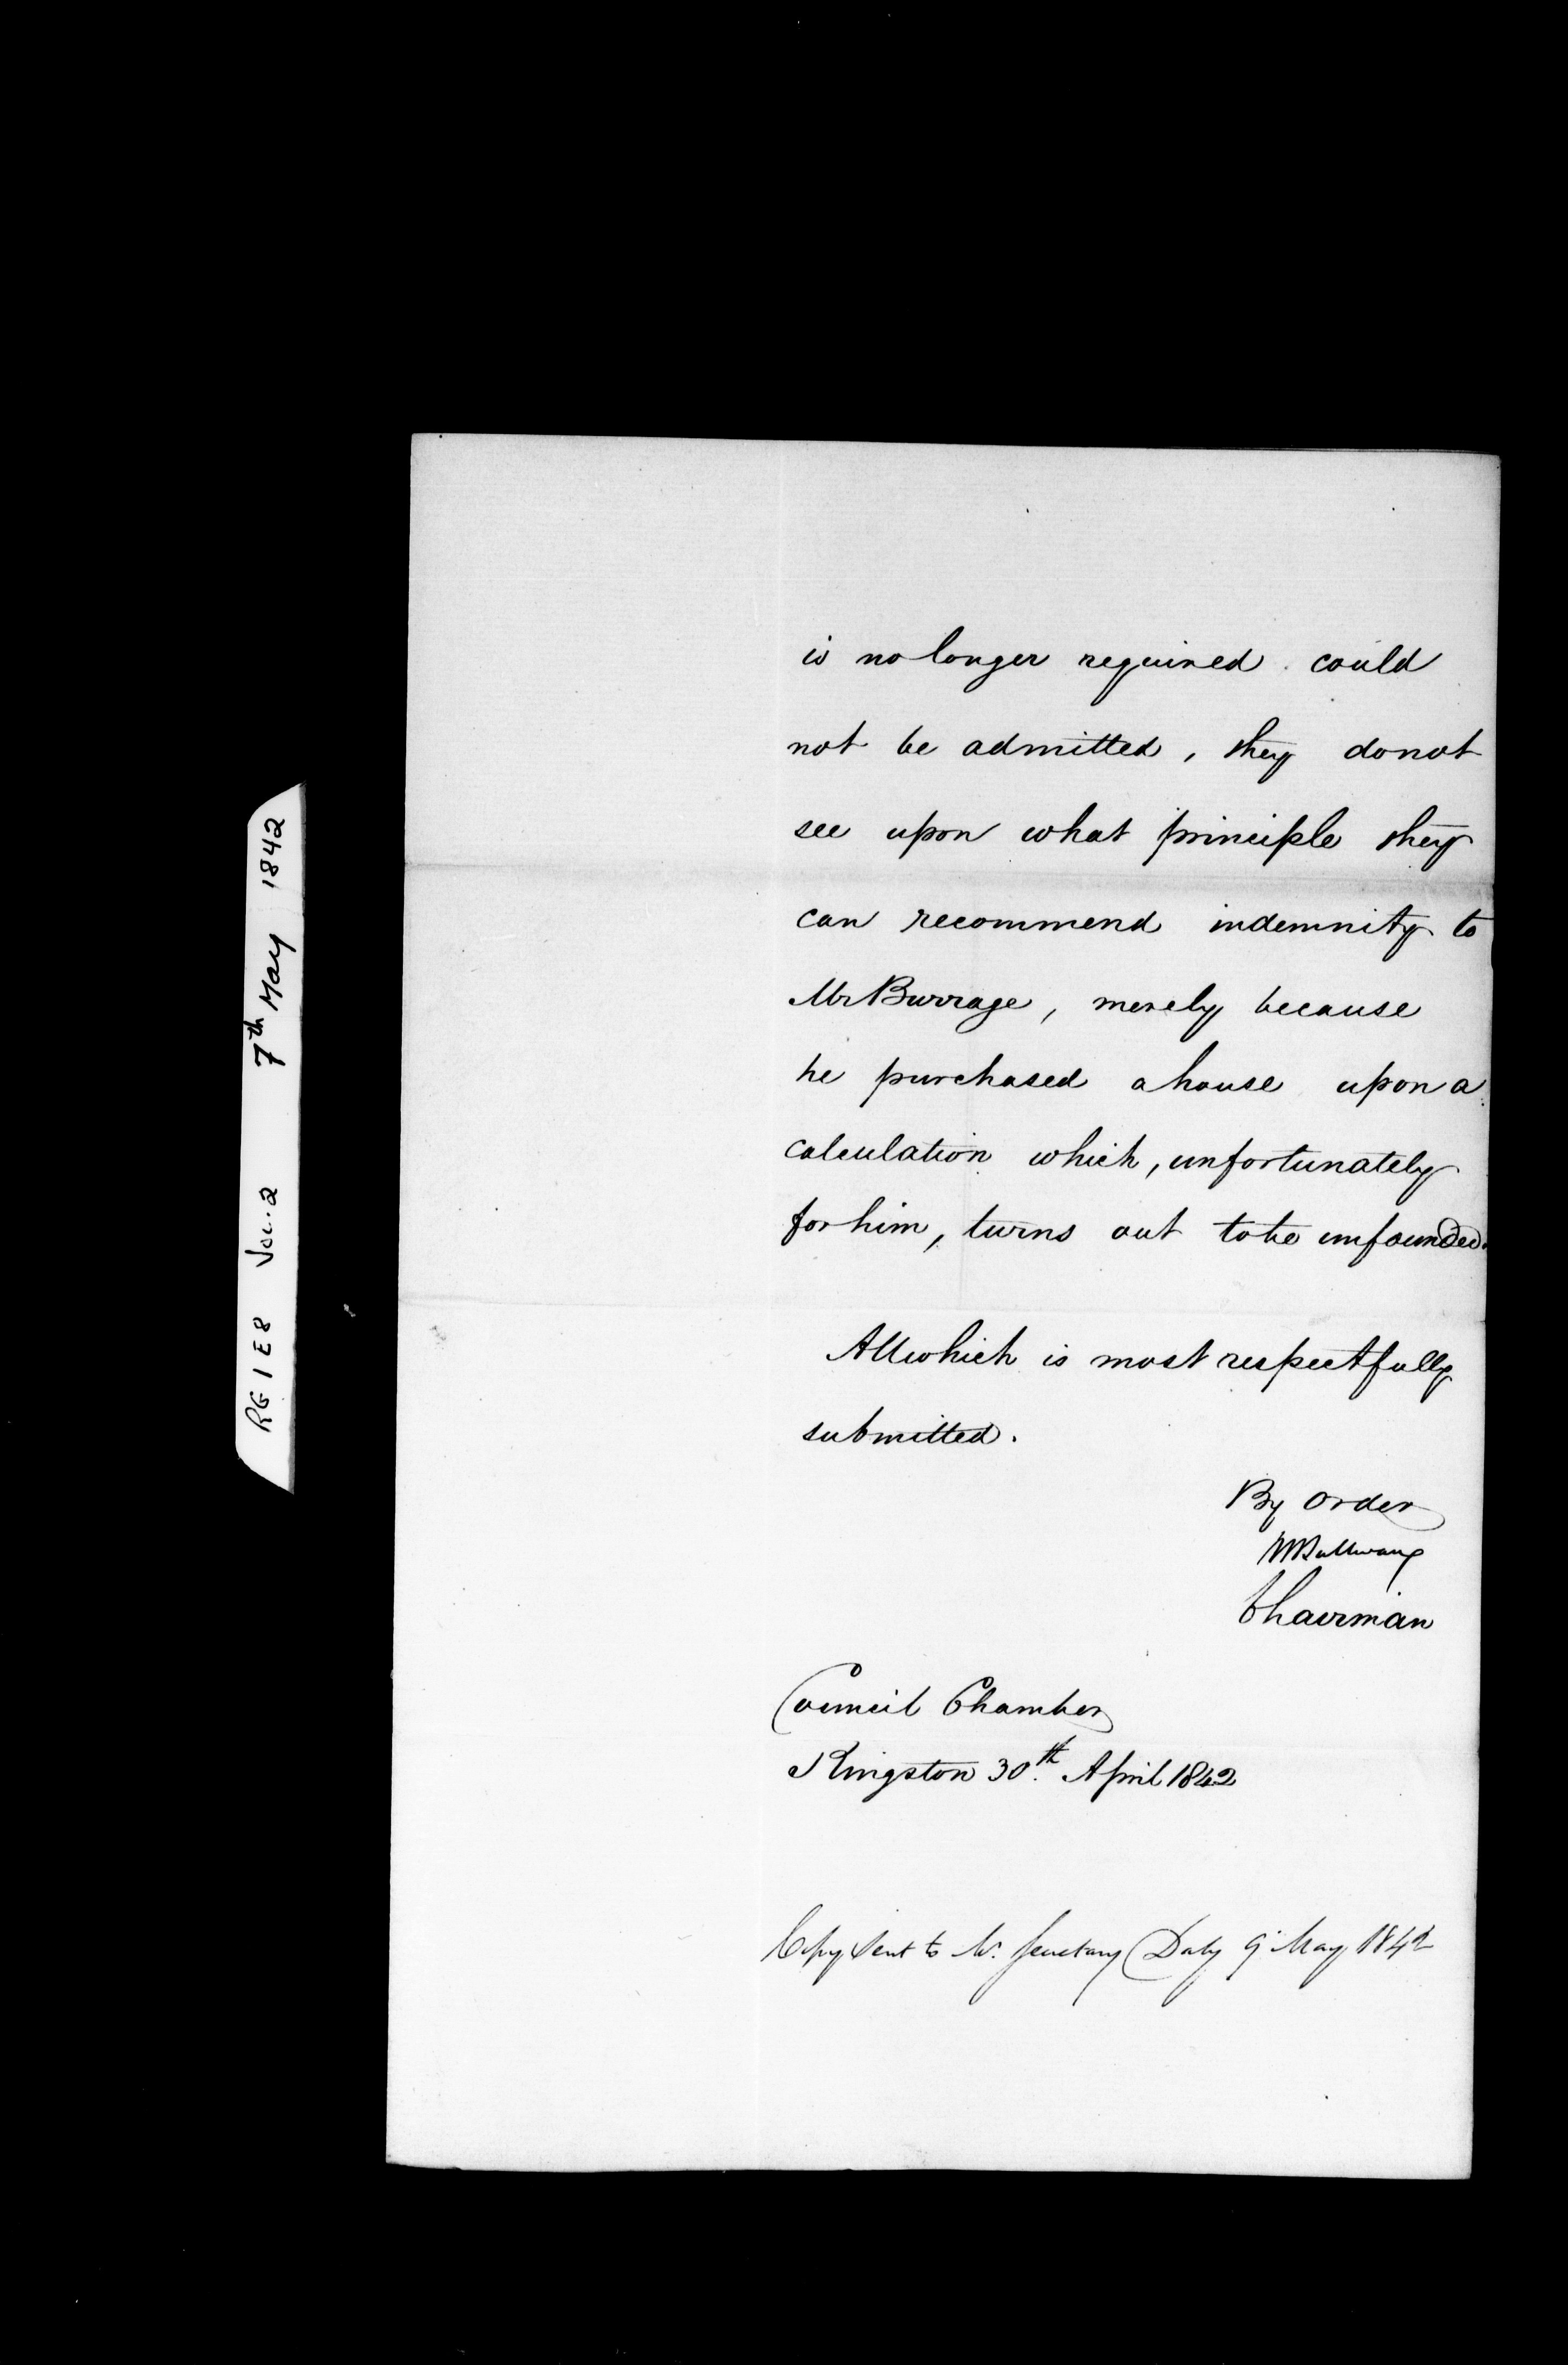 RG 1 E 8 Vol. 2 7th May 1842
is no longer required could
not be admitted, they do not
see upon what principle they
can recommend indemnity to
Mr Burrage, merely because
he purchased a house upon a
calculation which, unfortunately
for him, turns out to be unfounded.
All which is most respectfully
submitted.
By Order
Chairman
Council Chamber
Kingston 30th. April 1842
Copy sent to Mr. Secretary Daly 9 May 1842